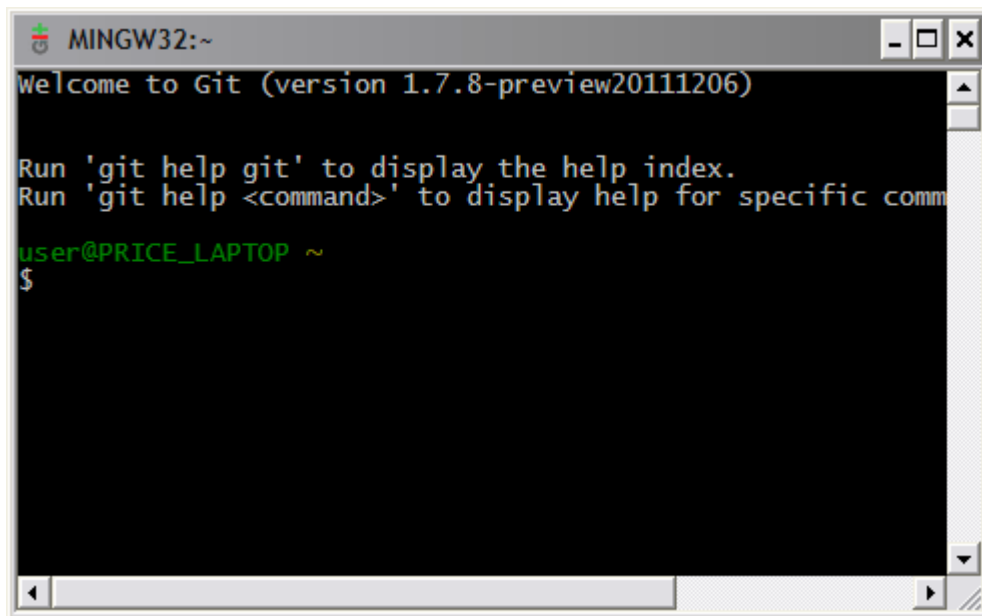 MINGW32:~
Welcome to Git (version 1.7.8-preview20111206)
Run 'git help git' to display the help index.
Run 'git help <command>' to display help for specific comm
user@PRICE_LAPTOP ~
$